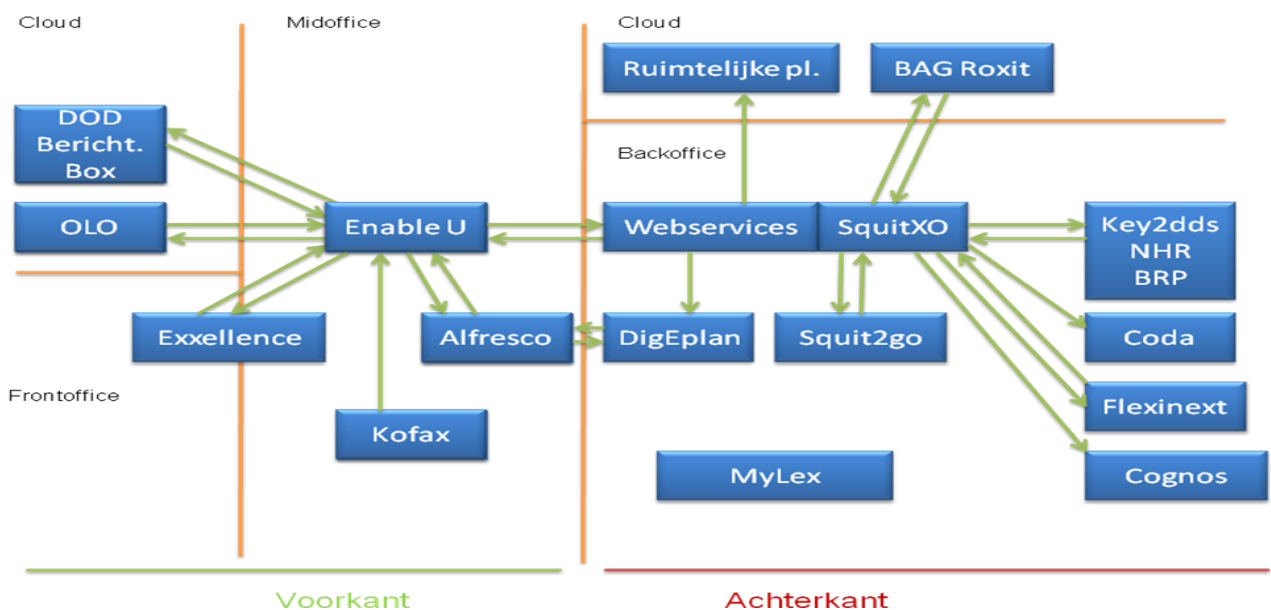 Cloud
Midoffice
Cloud
Ruimtelijke pl.
BAG Roxit
DOD
Bericht.
Box
Backoffice
OLO
Enable U
Webservices
SquitXO
Key2dds
NHR
BRP
Exxellence
Alfresco
DigEplan
Squit2go
Coda
Frontoffice
Flexinext
Kofax
MyLex
Cognos
Voorkant
Achterkant